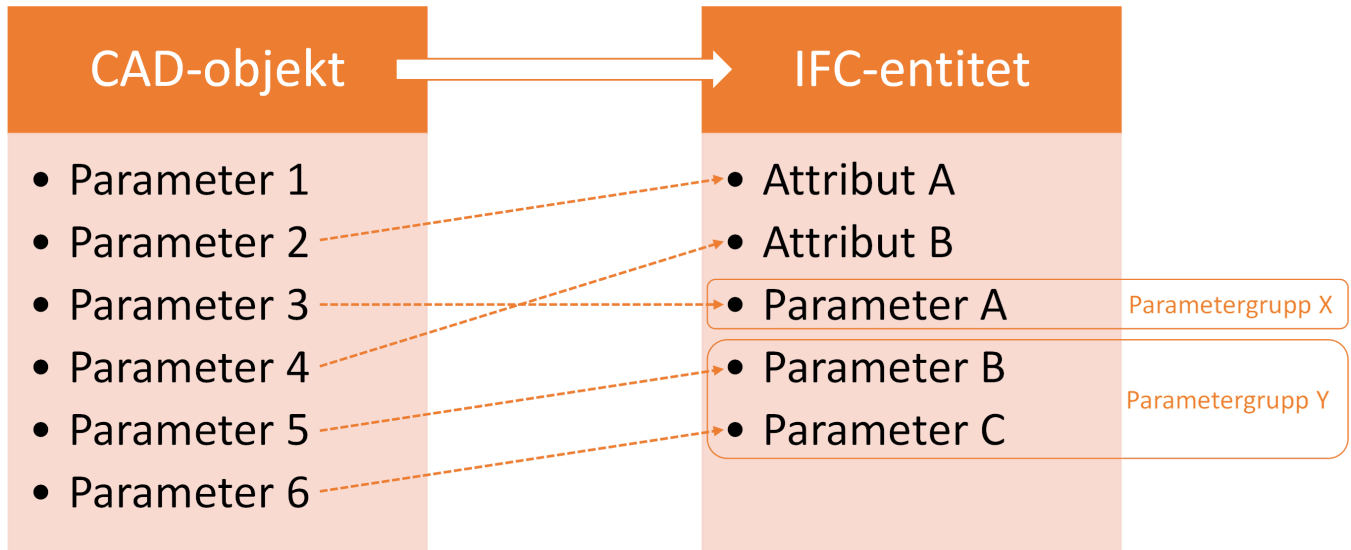 CAD-objekt
• Parameter 1
• Parameter 2
• Parameter 3
• Parameter 4
• Parameter 5
• Parameter 6
IFC-entitet
• Attribut A
• Attribut B
• Parameter A
Parametergrupp X
• Parameter B
• Parameter C
Parametergrupp Y